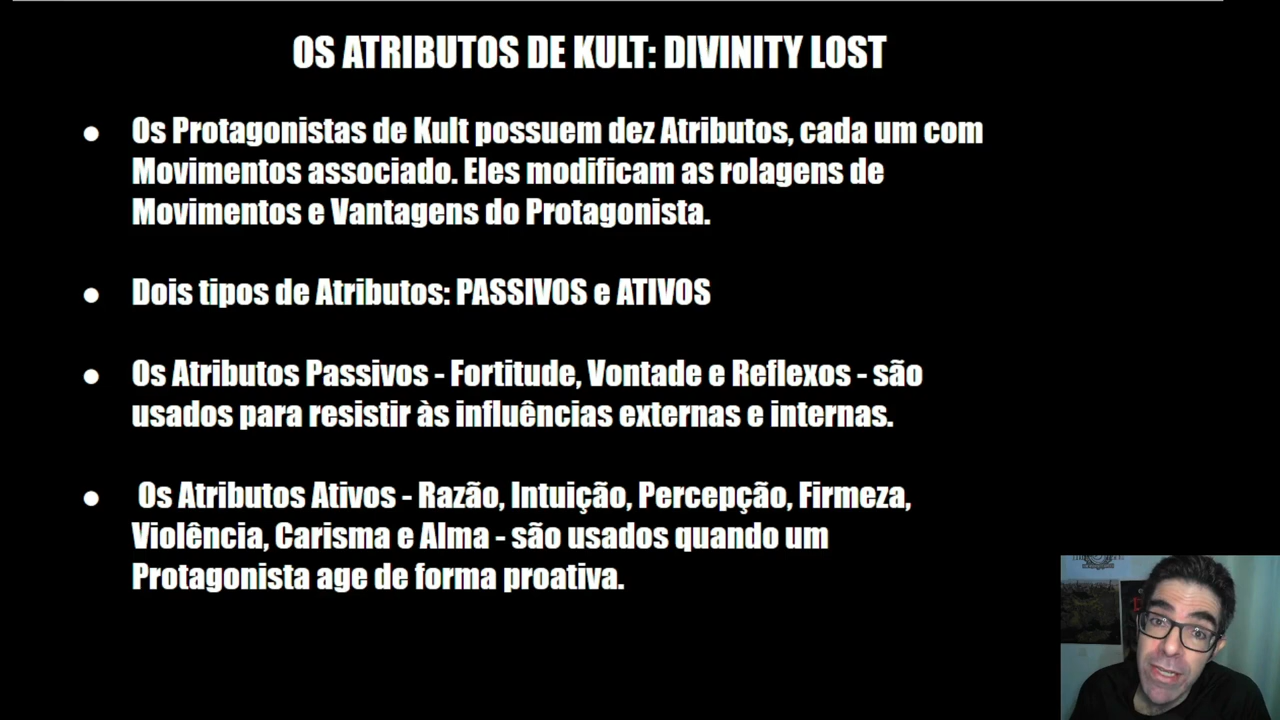 OS ATRIBUTOS DE KULT: DIVINITY LOST
● Os Protagonistas de Kult possuem dez Atributos, cada um com
Movimentos associado. Eles modificam as rolagens de
Movimentos e Vantagens do Protagonista.
● Dois tipos de Atributos: PASSIVOS e ATIVOS
● Os Atributos Passivos - Fortitude, Vontade e Reflexos - são
usados para resistir às influências externas e internas.
● Os Atributos Ativos - Razão, Intuição, Percepção, Firmeza,
Violência, Carisma e Alma - são usados quando um
Protagonista age de forma proativa.